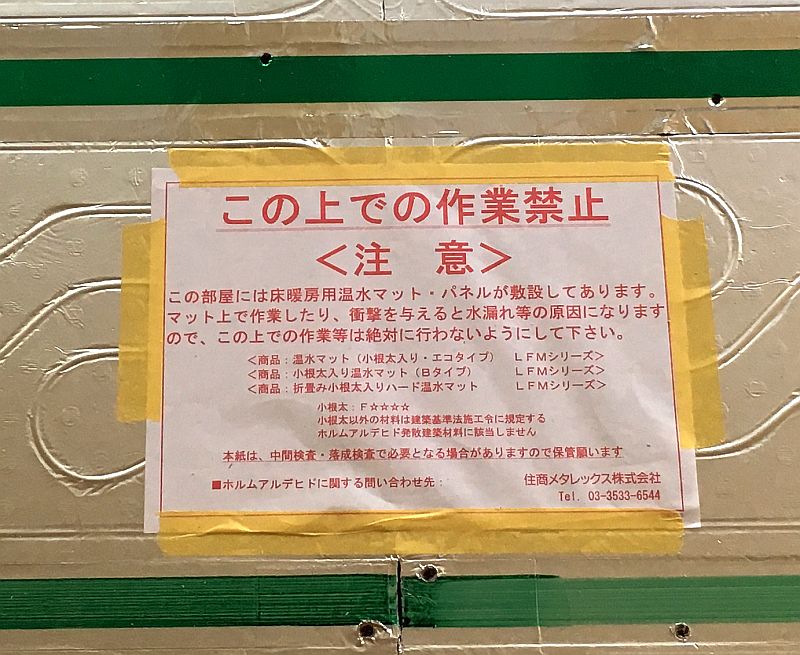 この上での作業禁止
＜注　意＞
この部屋には床暖房用温水マット・パネルが敷設してあります。
マット上で作業したり、衝撃を与えると水漏れ等の原因になります
ので、この上での作業等は絶対に行わないようにして下さい。
＜商品：温水マット（小根太入り・エコタイプ）　ＬＦＭシリーズ＞
＜商品：小根太入り温水マット（Ｂタイプ）　ＬＦＭシリーズ＞
＜商品：折畳み小根太入りハード温水マット　ＬＦＭシリーズ＞
小根太：Ｆ☆☆☆☆
小根太以外の材料は建築基準法施工令に規定する
ホルムアルデヒド発散建築材料に該当しません
本紙は、中間検査・落成検査で必要となる場合がありますので保管願います
■ホルムアルデヒドに関する問い合わせ先：　住商メタレックス株式会社
Tel. 03-3533-6544